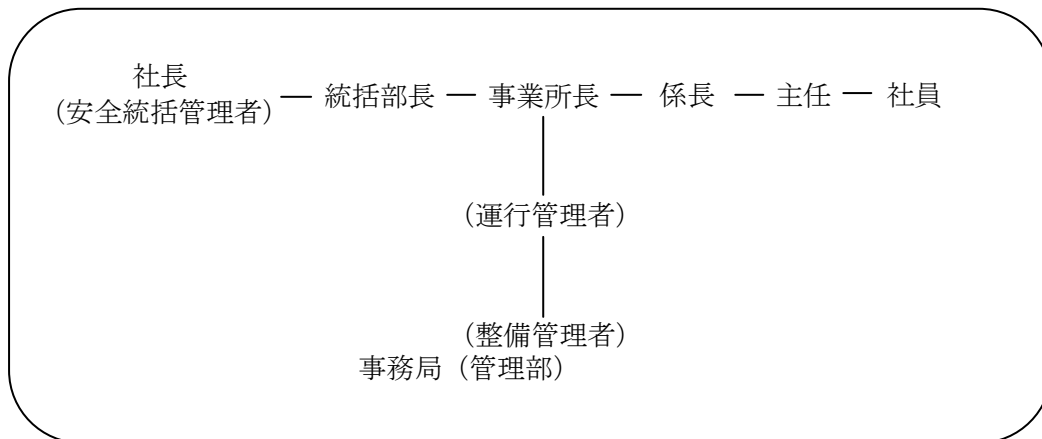 社長
(安全統括管理者) ― 統括部長 ― 事業所長 ― 係長 ― 主任 ― 社員
(運行管理者)
(整備管理者)
事務局（管理部）